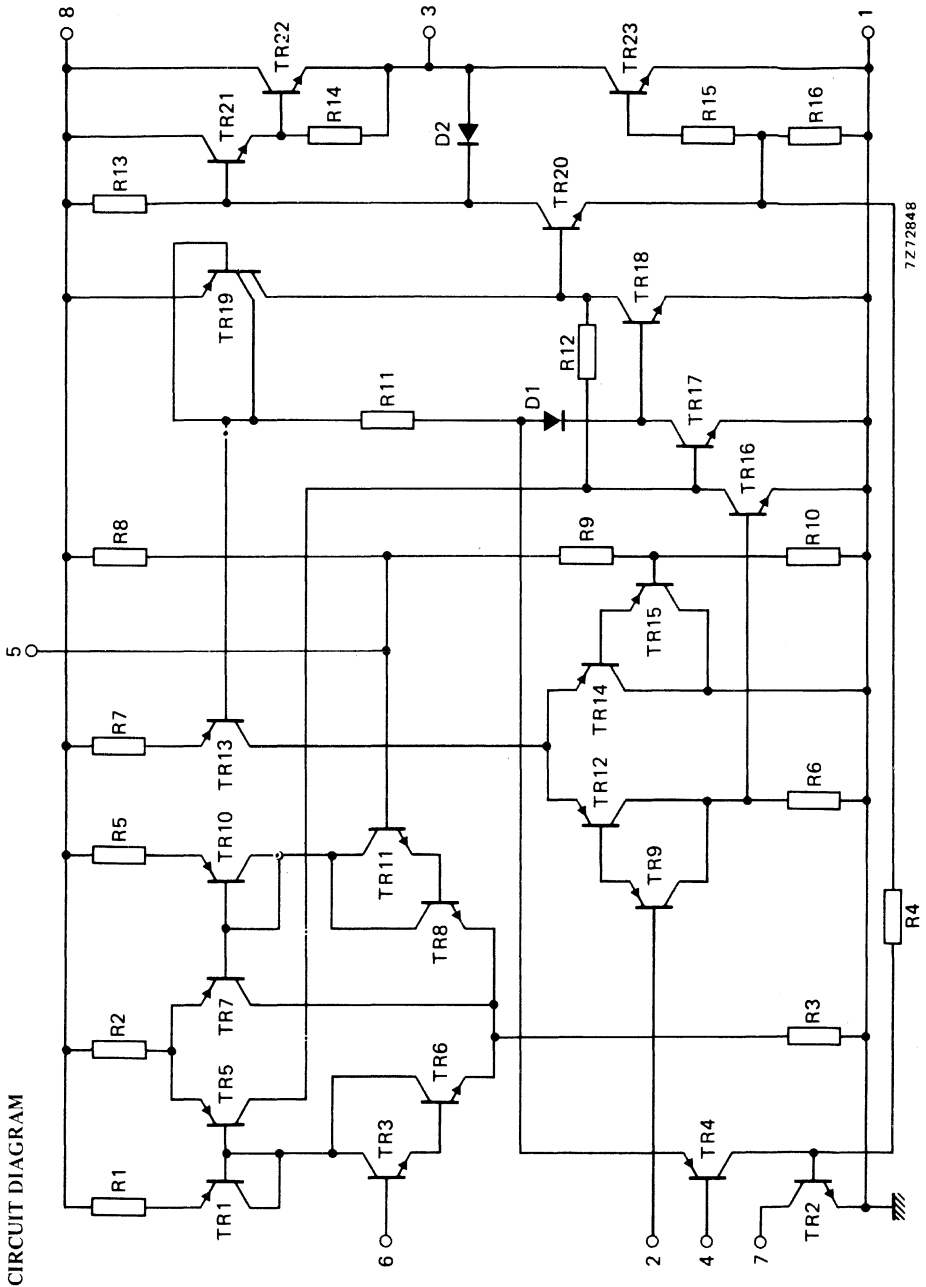 CIRCUIT DIAGRAM
5
8
R1
R2
R5
R7
R8
R13
TR21
TR22
TR1
TR5
TR7
TR10
TR13
TR19
R14
3
6
TR3
TR6
TR8
TR11
R11
D2
TR20
TR23
D1
R12
TR18
R9
TR12
TR14
TR15
TR9
TR17
R15
TR16
2
4
TR4
7
TR2
R3
R6
R10
R16
1
R4
7Z72848